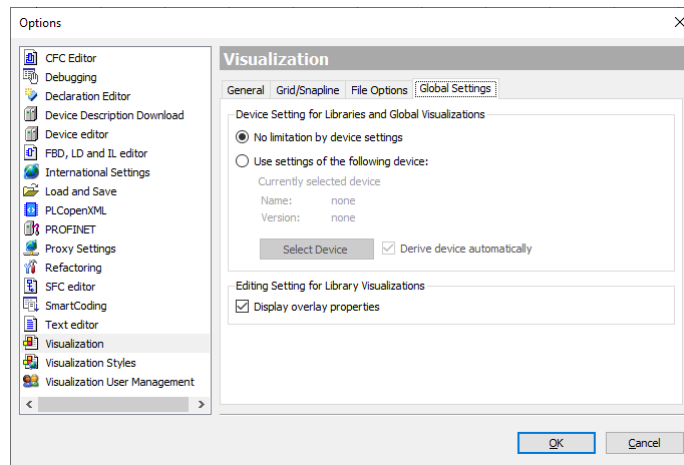 Options
CFC Editor
Debugging
Declaration Editor
Device Description Download
Device editor
FBD, LD and IL editor
International Settings
Load and Save
PLCopenXML
PROFINET
Proxy Settings
Refactoring
SFC editor
SmartCoding
Text editor
Visualization
Visualization Styles
Visualization User Management
Visualization
General Grid/Snapline File Options Global Settings
Device Setting for Libraries and Global Visualizations
No limitation by device settings
Use settings of the following device:
Currently selected device
Name: none
Version: none
Select Device Derive device automatically
Editing Setting for Library Visualizations
Display overlay properties
OK Cancel